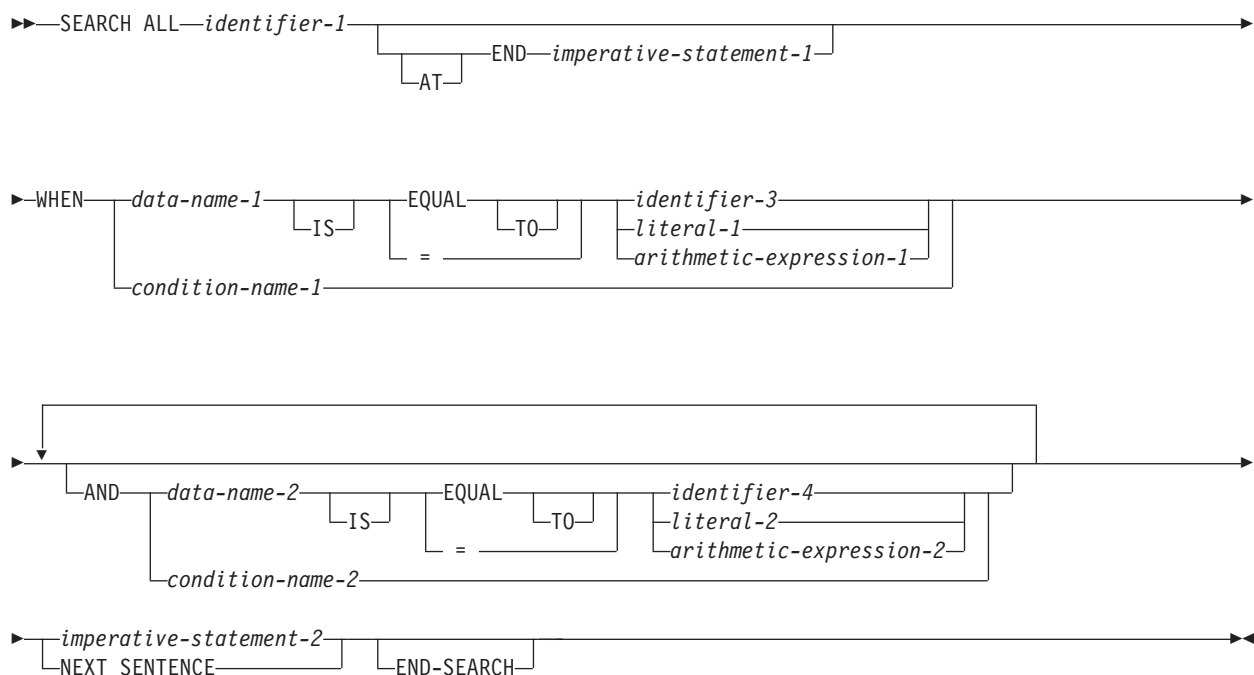 SEARCH ALL identifier-1
END imperative-statement-1
AT
WHEN data-name-1 EQUAL identifier-3
IS TO literal-1
= arithmetic-expression-1
condition-name-1
AND data-name-2 EQUAL identifier-4
IS TO literal-2
= arithmetic-expression-2
condition-name-2
imperative-statement-2
NEXT SENTENCE END-SEARCH